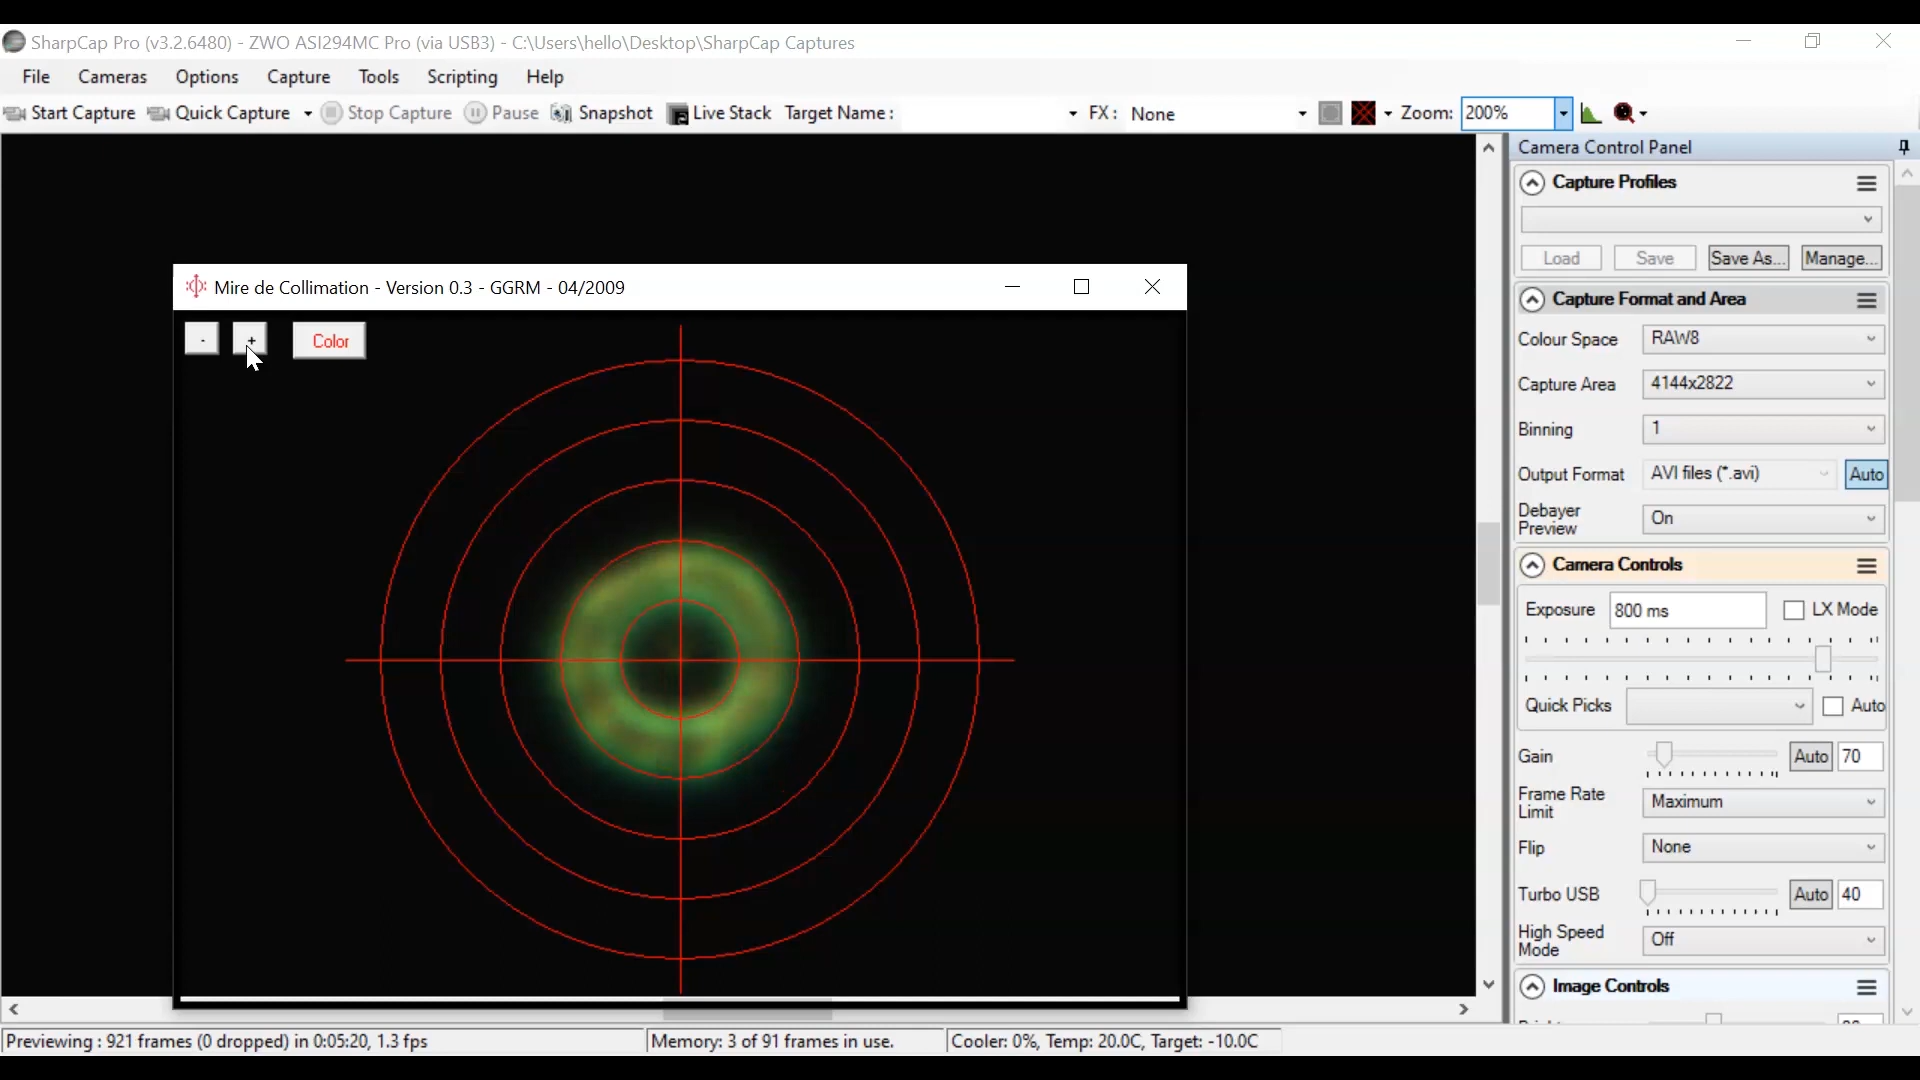 SharpCap Pro (v3.2.6480) - ZWO ASI294MC Pro (via USB3) - C:\Users\hello\Desktop\SharpCap Captures
File Cameras Options Capture Tools Scripting Help
Start Capture Quick Capture Stop Capture Pause Snapshot Live Stack Target Name : FX : None Zoom: 200%
Camera Control Panel
Capture Profiles
Load Save Save As... Manage...
Capture Format and Area
Colour Space RAW8
Capture Area 4144x2822
Binning 1
Output Format AVI files (*.avi) Auto
Debayer Preview On
Camera Controls
Exposure 800 ms LX Mode
Quick Picks Auto
Gain Auto 70
Frame Rate Limit Maximum
Flip None
Turbo USB Auto 40
High Speed Mode Off
Image Controls
Mire de Collimation - Version 0.3 - GGRM - 04/2009
- + Color
Previewing : 921 frames (0 dropped) in 0:05:20, 1.3 fps
Memory: 3 of 91 frames in use.
Cooler: 0%, Temp: 20.0C, Target: -10.0C